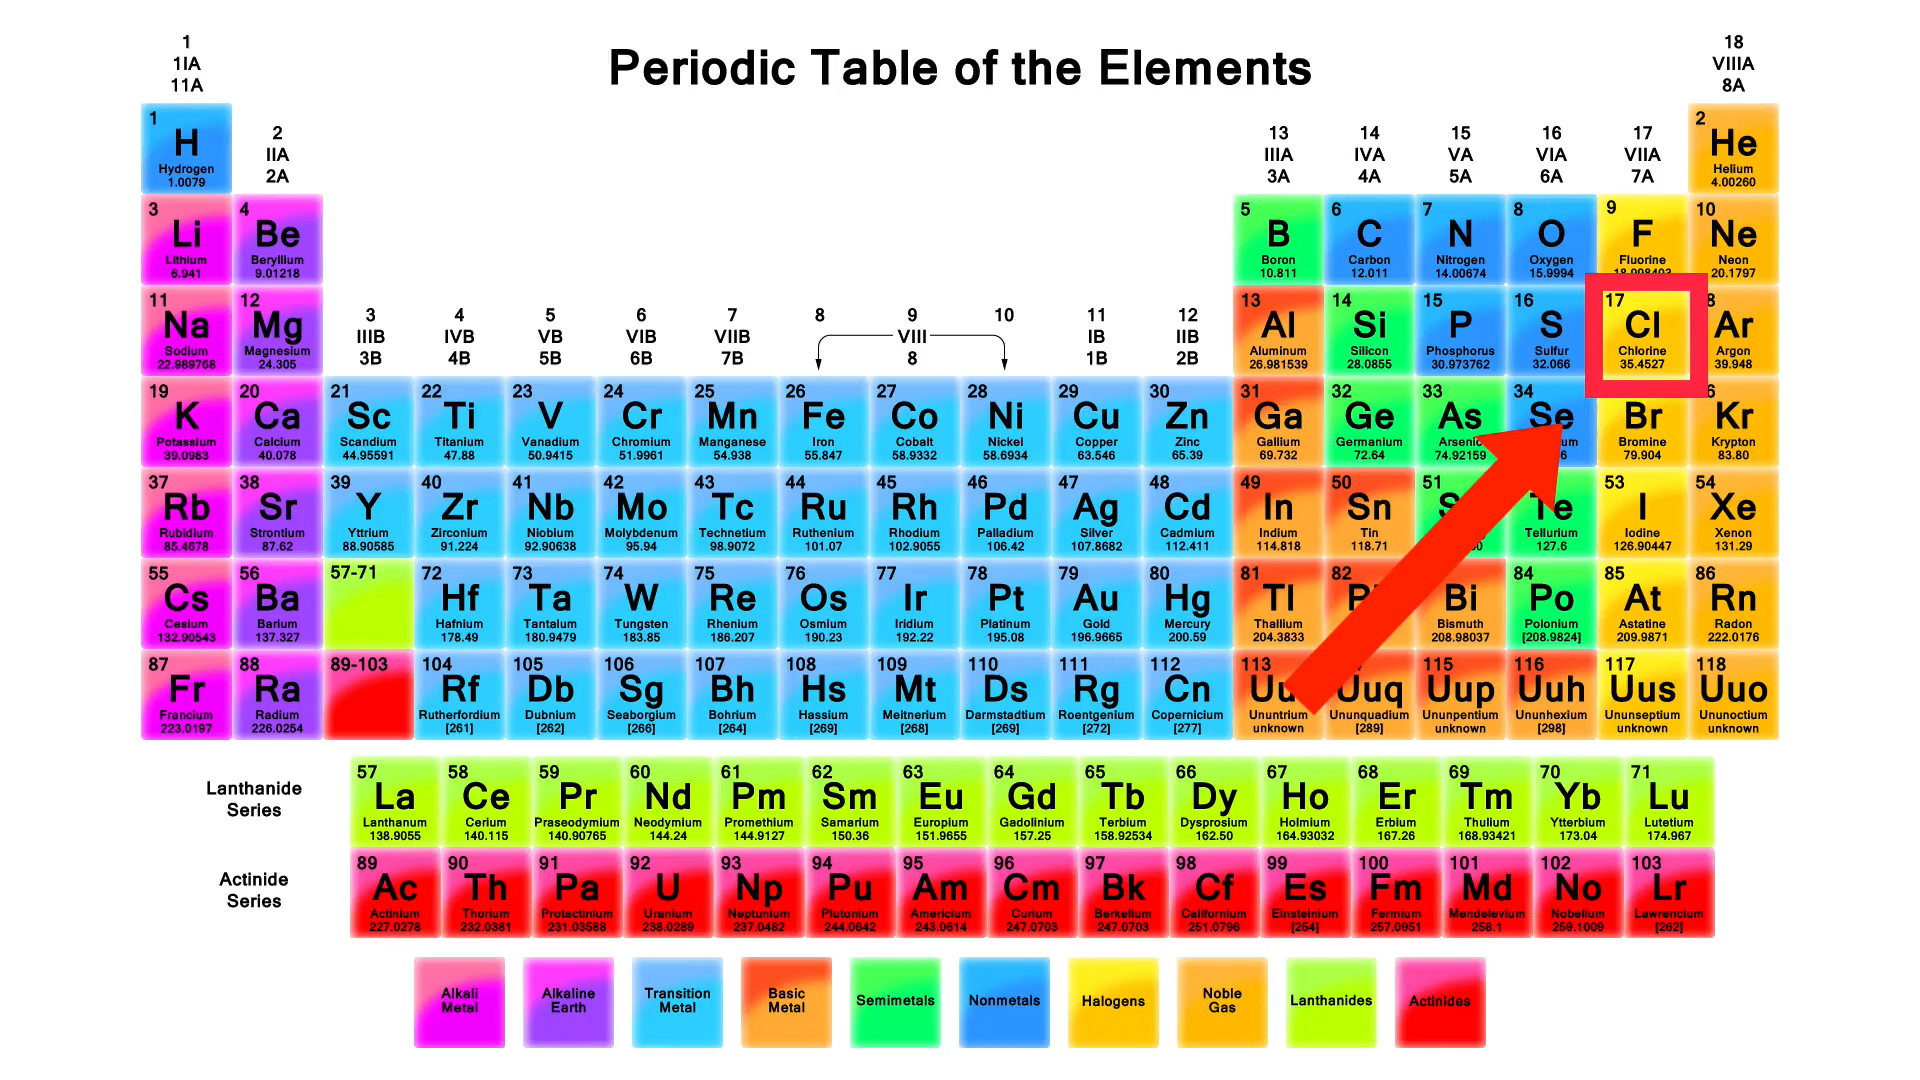 Periodic Table of the Elements
1
1IA
11A
18
VIIIA
8A
2
IIA
2A
13
IIIA
3A
14
IVA
4A
15
VA
5A
16
VIA
6A
17
VIIA
7A
1
H
Hydrogen
1.0079
2
He
Helium
4.00260
3
Li
Lithium
6.941
4
Be
Beryllium
9.01218
5
B
Boron
10.811
6
C
Carbon
12.011
7
N
Nitrogen
14.00674
8
O
Oxygen
15.9994
9
F
Fluorine
18.998403
10
Ne
Neon
20.1797
11
Na
Sodium
22.989768
12
Mg
Magnesium
24.305
3
IIIB
3B
4
IVB
4B
5
VB
5B
6
VIB
6B
7
VIIB
7B
8
9
VIII
8
10
11
IB
1B
12
IIB
2B
13
Al
Aluminum
26.981539
14
Si
Silicon
28.0855
15
P
Phosphorus
30.973762
16
S
Sulfur
32.066
17
Cl
Chlorine
35.4527
8
Ar
Argon
39.948
19
K
Potassium
39.0983
20
Ca
Calcium
40.078
21
Sc
Scandium
44.95591
22
Ti
Titanium
47.88
23
V
Vanadium
50.9415
24
Cr
Chromium
51.9961
25
Mn
Manganese
54.938
26
Fe
Iron
55.847
27
Co
Cobalt
58.9332
28
Ni
Nickel
58.6934
29
Cu
Copper
63.546
30
Zn
Zinc
65.39
31
Ga
Gallium
69.732
32
Ge
Germanium
72.64
33
As
Arsenic
74.92159
34
Se
Br
Bromine
79.904
6
Kr
Krypton
83.80
37
Rb
Rubidium
85.4678
38
Sr
Strontium
87.62
39
Y
Yttrium
88.90585
40
Zr
Zirconium
91.224
41
Nb
Niobium
92.90638
42
Mo
Molybdenum
95.94
43
Tc
Technetium
98.9072
44
Ru
Ruthenium
101.07
45
Rh
Rhodium
102.9055
46
Pd
Palladium
106.42
47
Ag
Silver
107.8682
48
Cd
Cadmium
112.411
49
In
Indium
114.818
50
Sn
Tin
118.71
51
Te
Tellurium
127.6
53
I
Iodine
126.90447
54
Xe
Xenon
131.29
55
Cs
Cesium
132.90543
56
Ba
Barium
137.327
57-71
72
Hf
Hafnium
178.49
73
Ta
Tantalum
180.9479
74
W
Tungsten
183.85
75
Re
Rhenium
186.207
76
Os
Osmium
190.23
77
Ir
Iridium
192.22
78
Pt
Platinum
195.08
79
Au
Gold
196.9665
80
Hg
Mercury
200.59
81
Tl
Thallium
204.3833
82
Bi
Bismuth
208.98037
84
Po
Polonium
[208.9824]
85
At
Astatine
209.9871
86
Rn
Radon
222.0176
87
Fr
Francium
223.0197
88
Ra
Radium
226.0254
89-103
104
Rf
Rutherfordium
[261]
105
Db
Dubnium
[262]
106
Sg
Seaborgium
[266]
107
Bh
Bohrium
[264]
108
Hs
Hassium
[269]
109
Mt
Meitnerium
[268]
110
Ds
Darmstadtium
[269]
111
Rg
Roentgenium
[272]
112
Cn
Copernicium
[277]
113
Uu
Ununtrium
unknown
Uuq
Ununquadium
[289]
115
Uup
Ununpentium
unknown
116
Uuh
Ununhexium
[298]
117
Uus
Ununseptium
unknown
118
Uuo
Ununoctium
unknown
Lanthanide
Series
57
La
Lanthanum
138.9055
58
Ce
Cerium
140.115
59
Pr
Praseodymium
140.90765
60
Nd
Neodymium
144.24
61
Pm
Promethium
144.9127
62
Sm
Samarium
150.36
63
Eu
Europium
151.9655
64
Gd
Gadolinium
157.25
65
Tb
Terbium
158.92534
66
Dy
Dysprosium
162.50
67
Ho
Holmium
164.93032
68
Er
Erbium
167.26
69
Tm
Thulium
168.93421
70
Yb
Ytterbium
173.04
71
Lu
Lutetium
174.967
Actinide
Series
89
Ac
Actinium
227.0278
90
Th
Thorium
232.0381
91
Pa
Protactinium
231.03588
92
U
Uranium
238.0289
93
Np
Neptunium
237.0482
94
Pu
Plutonium
244.0642
95
Am
Americium
243.0614
96
Cm
Curium
247.0703
97
Bk
Berkelium
247.0703
98
Cf
Californium
251.0796
99
Es
Einsteinium
[254]
100
Fm
Fermium
257.0951
101
Md
Mendelevium
258.1
102
No
Nobelium
259.1009
103
Lr
Lawrencium
[262]
Alkali
Metal
Alkaline
Earth
Transition
Metal
Basic
Metal
Semimetals
Nonmetals
Halogens
Noble
Gas
Lanthanides
Actinides